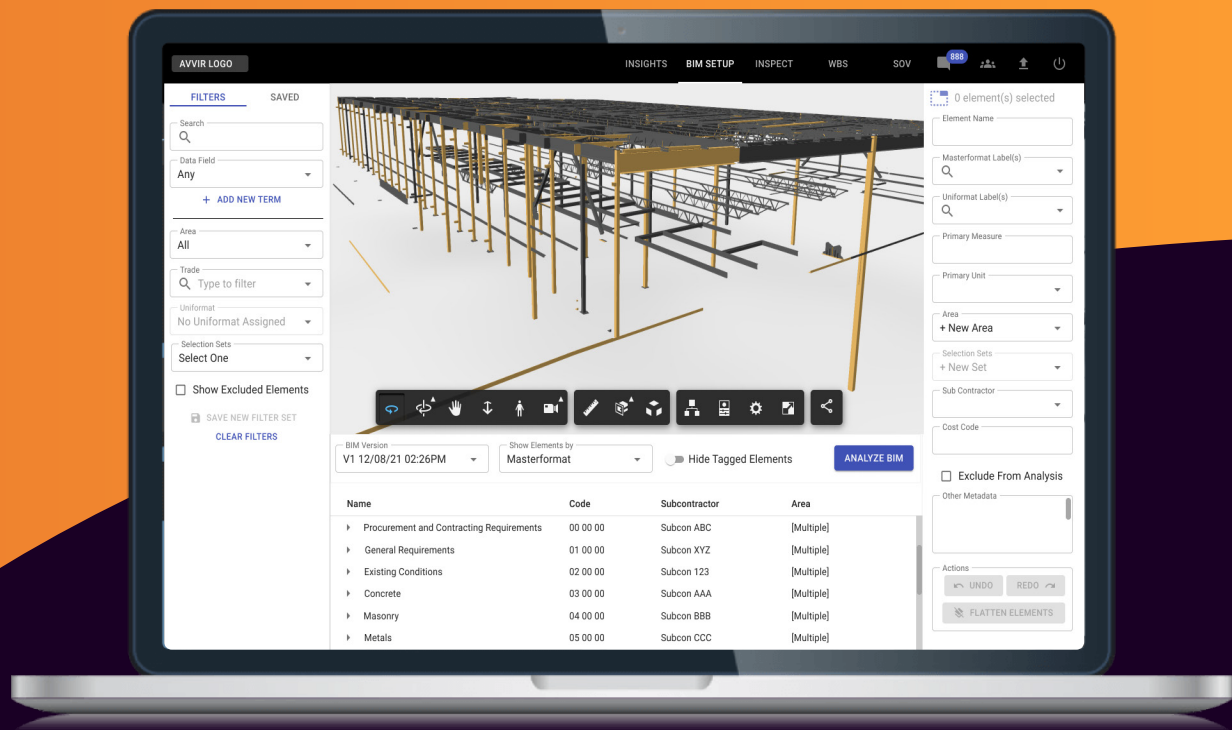 AVVIR LOGO
INSIGHTS
BIM SETUP
INSPECT
WBS
SOV
888
FILTERS
SAVED
Search
Data Field
Any
+ ADD NEW TERM
Area
All
Trade
Type to filter
Uniformat
No Uniformat Assigned
Selection Sets
Select One
Show Excluded Elements
SAVE NEW FILTER SET
CLEAR FILTERS
BIM Version
V1 12/08/21 02:26PM
Show Elements by
Masterformat
Hide Tagged Elements
ANALYZE BIM
Name Code Subcontractor Area
Procurement and Contracting Requirements 00 00 00 Subcon ABC [Multiple]
General Requirements 01 00 00 Subcon XYZ [Multiple]
Existing Conditions 02 00 00 Subcon 123 [Multiple]
Concrete 03 00 00 Subcon AAA [Multiple]
Masonry 04 00 00 Subcon BBB [Multiple]
Metals 05 00 00 Subcon CCC [Multiple]
0 element(s) selected
Element Name
Masterformat Label(s)
Uniformat Label(s)
Primary Measure
Primary Unit
Area
+ New Area
Selection Sets
+ New Set
Sub Contractor
Cost Code
Exclude From Analysis
Other Metadata
Actions
UNDO
REDO
FLATTEN ELEMENTS